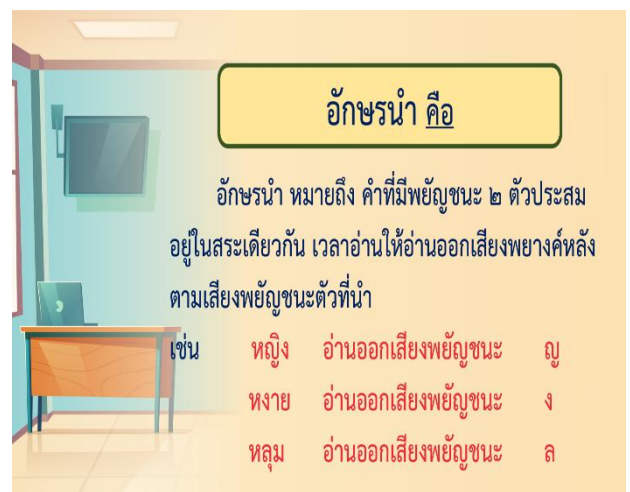 อักษรนำ คือ
อักษรนำ หมายถึง คำที่มีพยัญชนะ ๒ ตัวประสม
อยู่ในสระเดียวกัน เวลาอ่านให้อ่านออกเสียงพยางค์หลัง
ตามเสียงพยัญชนะตัวที่นำ
เช่น หญิง อ่านออกเสียงพยัญชนะ ญ
หงาย อ่านออกเสียงพยัญชนะ ง
หลุม อ่านออกเสียงพยัญชนะ ล